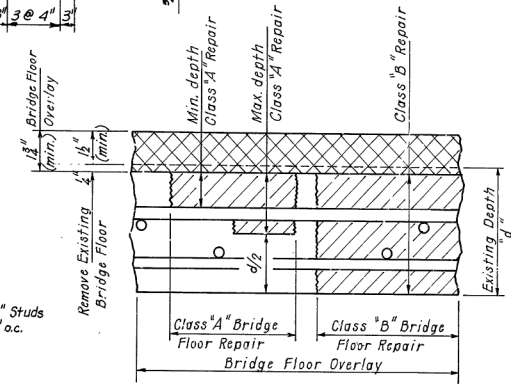 3 @ 4" 3"
Bridge Floor
Overlay
1¾"
(min.)
1½"
(min.)
¼"
Remove Existing
Bridge Floor
Min. depth
Class "A" Repair
Max. depth
Class "A" Repair
Class "B" Repair
Existing Depth
"d"
d/2
" Studs
" o.c.
Class "A" Bridge
Floor Repair
Class "B" Bridge
Floor Repair
Bridge Floor Overlay